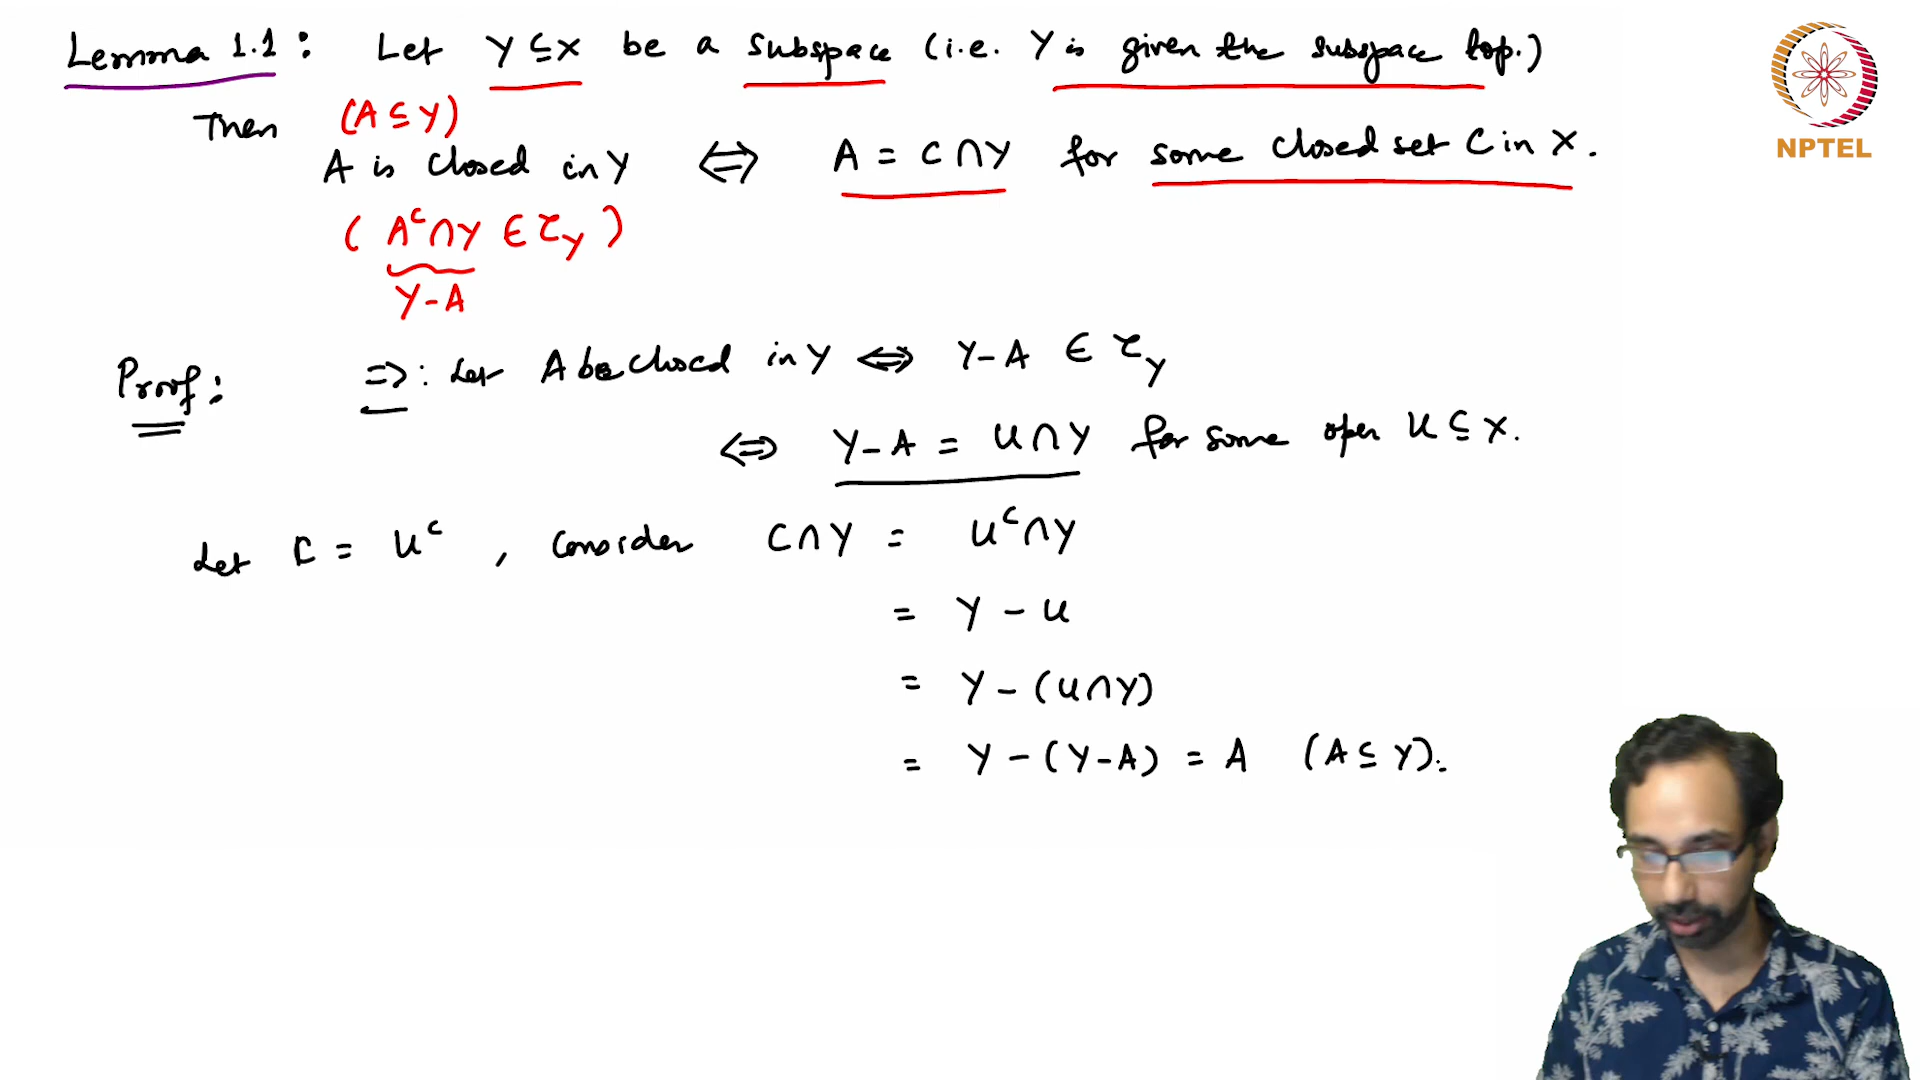 Lemma 1.1 : Let Y ⊆ X be a subspace (i.e. Y is given the subspace top.)
Then (A ⊆ Y)
A is closed in Y ⇔ A = C ∩ Y for some closed set C in X.
( A^c ∩ Y ∈ τ_Y )
Y - A
Proof : ⇒ : Let A be closed in Y ⇔ Y - A ∈ τ_Y
⇔ Y - A = U ∩ Y for some open U ⊆ X.
Let C = U^c , Consider C ∩ Y = U^c ∩ Y
= Y - U
= Y - (U ∩ Y)
= Y - (Y - A) = A (A ⊆ Y).
NPTEL